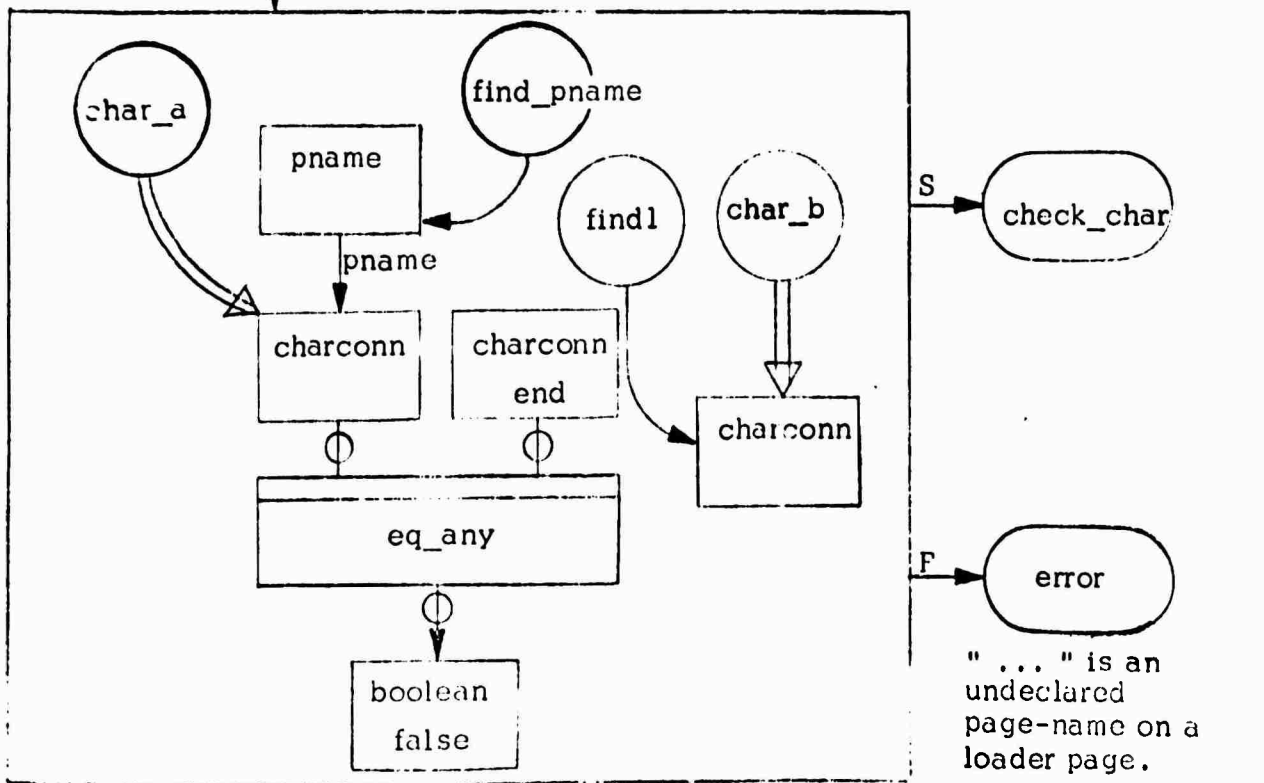 char_a
find_pname
pname
find1
char_b
S
check_char
pname
charconn
charconn
end
charconn
eq_any
F
error
boolean
false
" ... " is an
undeclared
page-name on a
loader page.